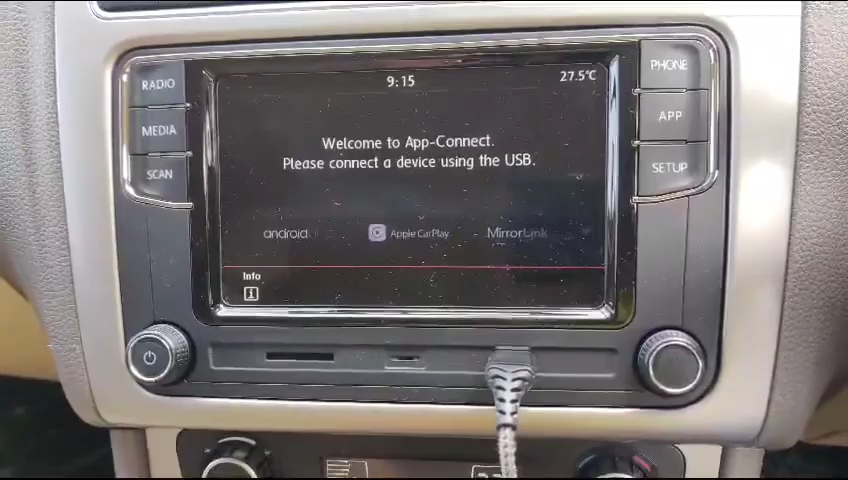 RADIO
MEDIA
SCAN
9:15
27.5°C
Welcome to App-Connect.
Please connect a device using the USB.
android
Apple CarPlay
MirrorLink
Info
PHONE
APP
SETUP